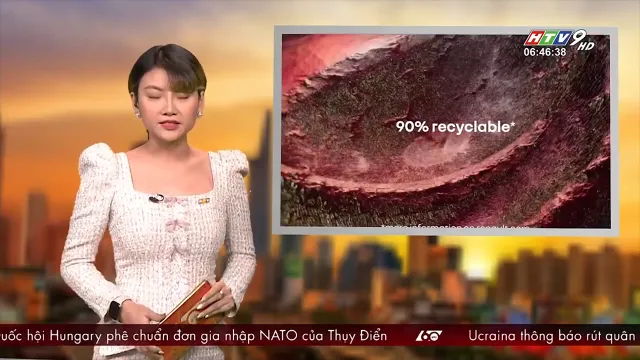 HTV9 HD
06:46:38
90% recyclable*
uốc hội Hungary phê chuẩn đơn gia nhập NATO của Thụy Điển
60
Ucraina thông báo rút quân